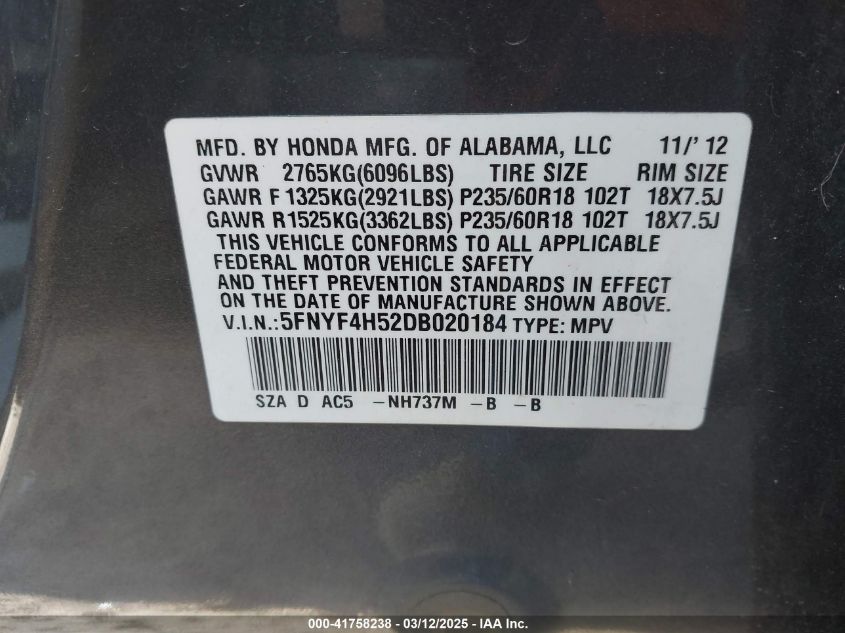 MFD. BY HONDA MFG. OF ALABAMA, LLC 11/'12
GVWR 2765KG(6096LBS) TIRE SIZE RIM SIZE
GAWR F 1325KG(2921LBS) P235/60R18 102T 18X7.5J
GAWR R1525KG(3362LBS) P235/60R18 102T 18X7.5J
THIS VEHICLE CONFORMS TO ALL APPLICABLE
FEDERAL MOTOR VEHICLE SAFETY
AND THEFT PREVENTION STANDARDS IN EFFECT
ON THE DATE OF MANUFACTURE SHOWN ABOVE.
V.I.N.:5FNYF4H52DB020184 TYPE: MPV
SZA D AC5 -NH737M -B -B
000-41758238 - 03/12/2025 - IAA Inc.